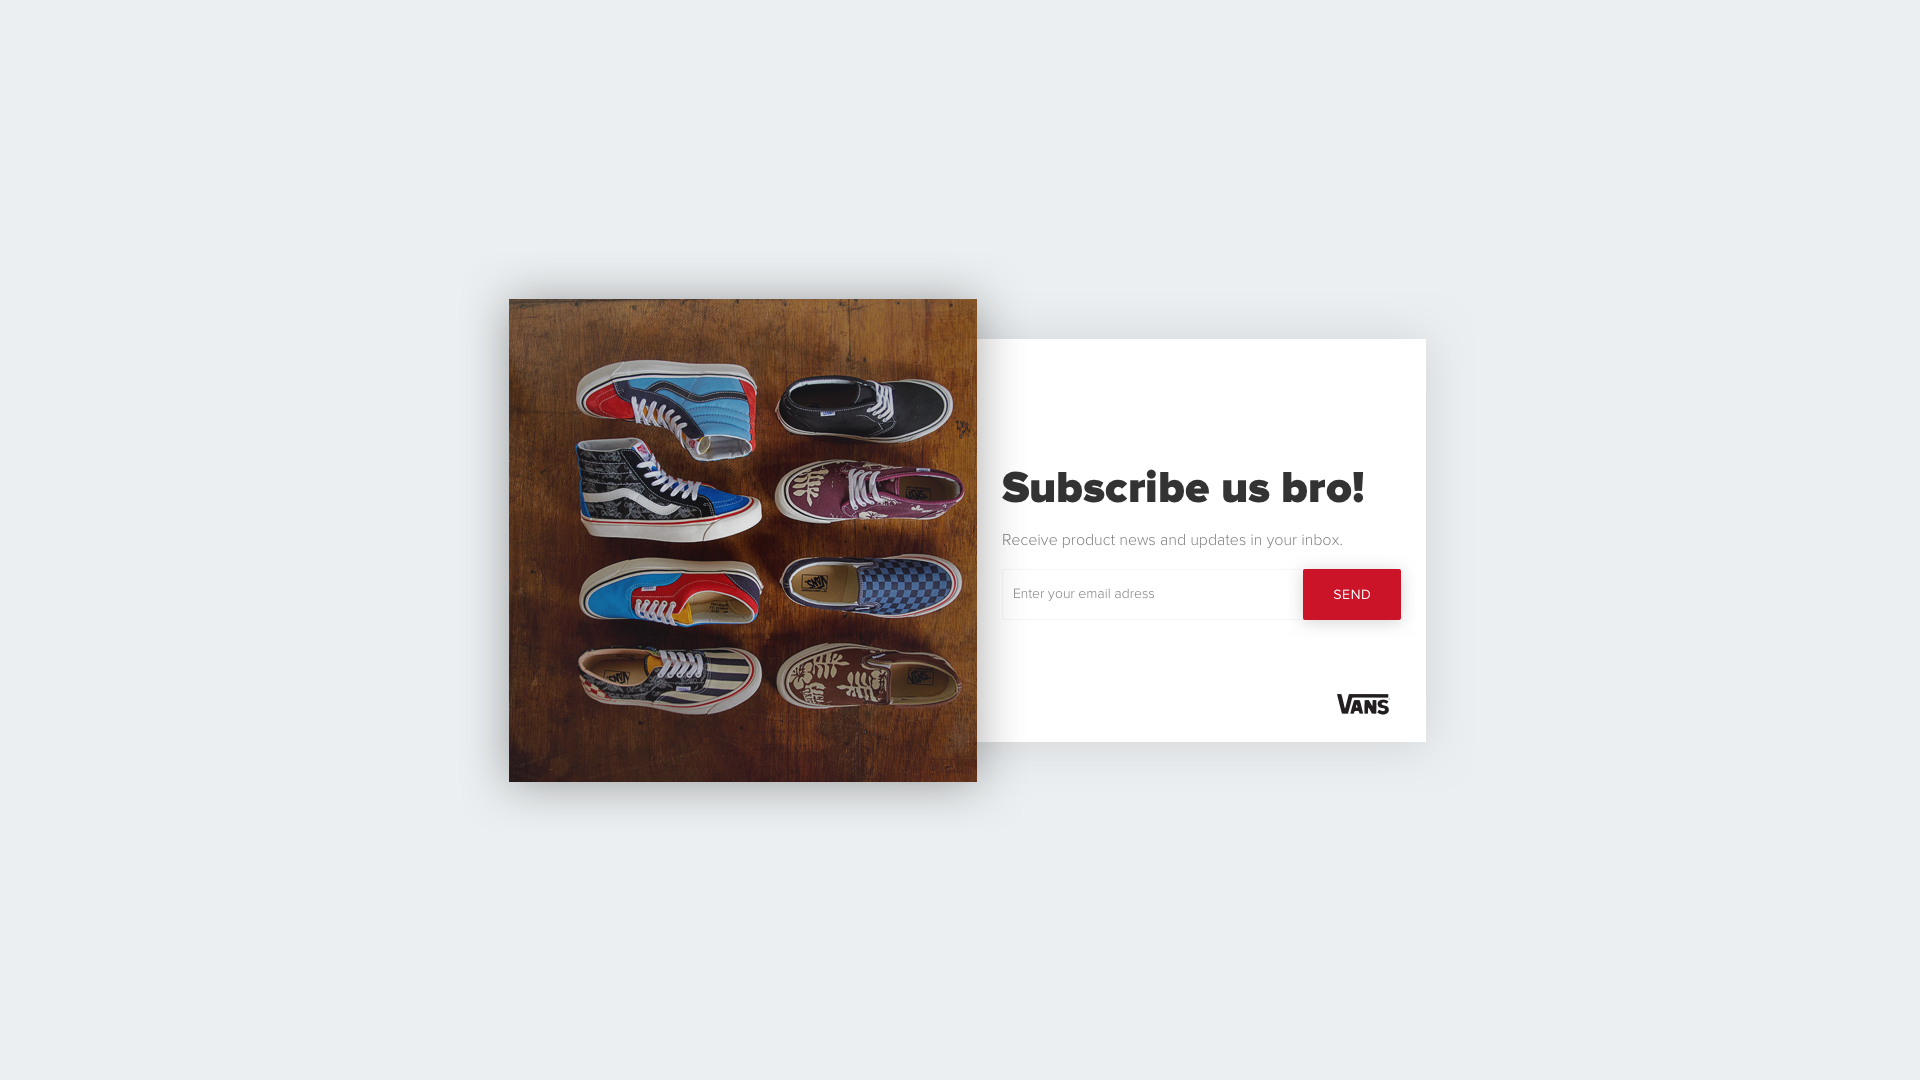 Subscribe us bro!
Receive product news and updates in your inbox.
Enter your email adress
SEND
VANS